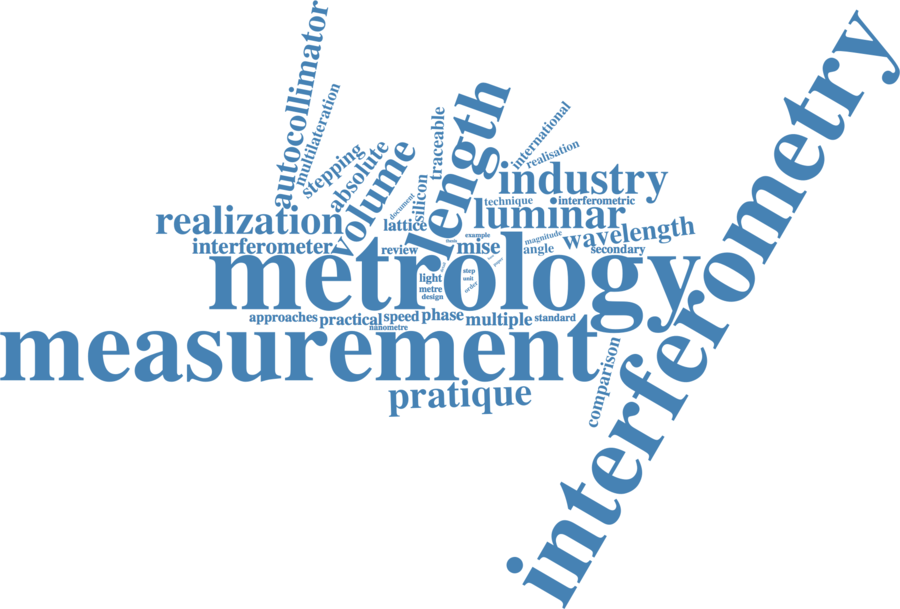 autocollimator
multilateration
stepping
absolute
volume
document
silicon
traceable
length
international
realisation
industry
technique
interferometric
luminar
realization
lattice
interferometer
review
thesis
example
mise
magnitude
angle
wavelength
secondary
metrology
light
step
unit
order
metre
design
approaches
practical
speed
phase
multiple
standard
nanometre
measurement
pratique
comparison
interferometry